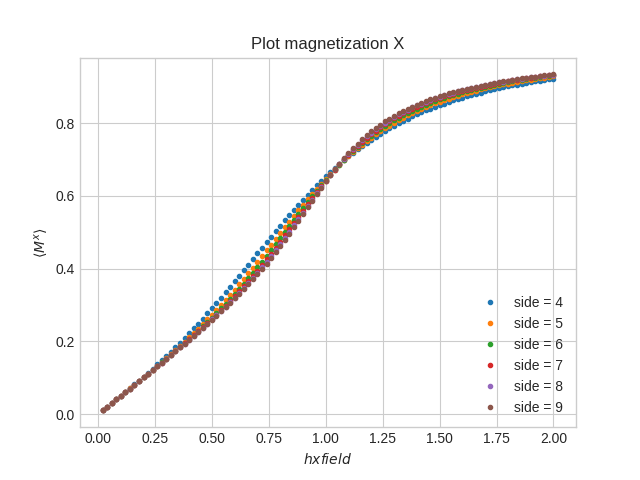 Plot magnetization X
⟨Mˣ⟩
0.8
0.6
0.4
0.2
0.0
side = 4
side = 5
side = 6
side = 7
side = 8
side = 9
0.00 0.25 0.50 0.75 1.00 1.25 1.50 1.75 2.00
hxfield